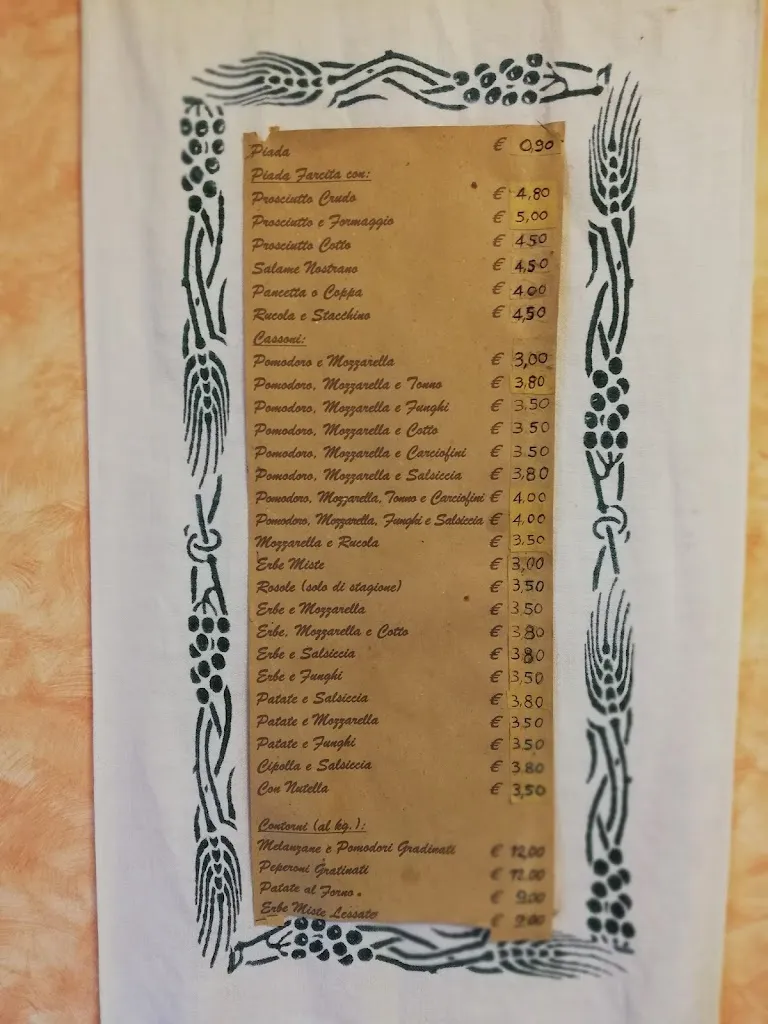 Piada € 0,90
Piada Farcita con:
Prosciutto Crudo € 4,80
Prosciutto e Formaggio € 5,00
Prosciutto Cotto € 4,50
Salame Nostrano € 4,50
Pancetta o Coppa € 4,00
Rucola e Stacchino € 4,50
Cassoni:
Pomodoro e Mozzarella € 3,00
Pomodoro, Mozzarella e Tonno € 3,80
Pomodoro, Mozzarella e Funghi € 3,50
Pomodoro, Mozzarella e Cotto € 3,50
Pomodoro, Mozzarella e Carciofini € 3,50
Pomodoro, Mozzarella e Salsiccia € 3,80
Pomodoro, Mozzarella, Tonno e Carciofini € 4,00
Pomodoro, Mozzarella, Funghi e Salsiccia € 4,00
Mozzarella e Rucola € 3,50
Erbe Miste € 3,00
Rosole (solo di stagione) € 3,50
Erbe e Mozzarella € 3,50
Erbe, Mozzarella e Cotto € 3,80
Erbe e Salsiccia € 3,80
Erbe e Funghi € 3,50
Patate e Salsiccia € 3,80
Patate e Mozzarella € 3,50
Patate e Funghi € 3,50
Cipolla e Salsiccia € 3,80
Con Nutella € 3,50
Contorni (al kg.):
Melanzane e Pomodori Gradinati € 12,00
Peperoni Gratinati € 12,00
Patate al Forno. € 9,00
Erbe Miste Lessate € 9,00